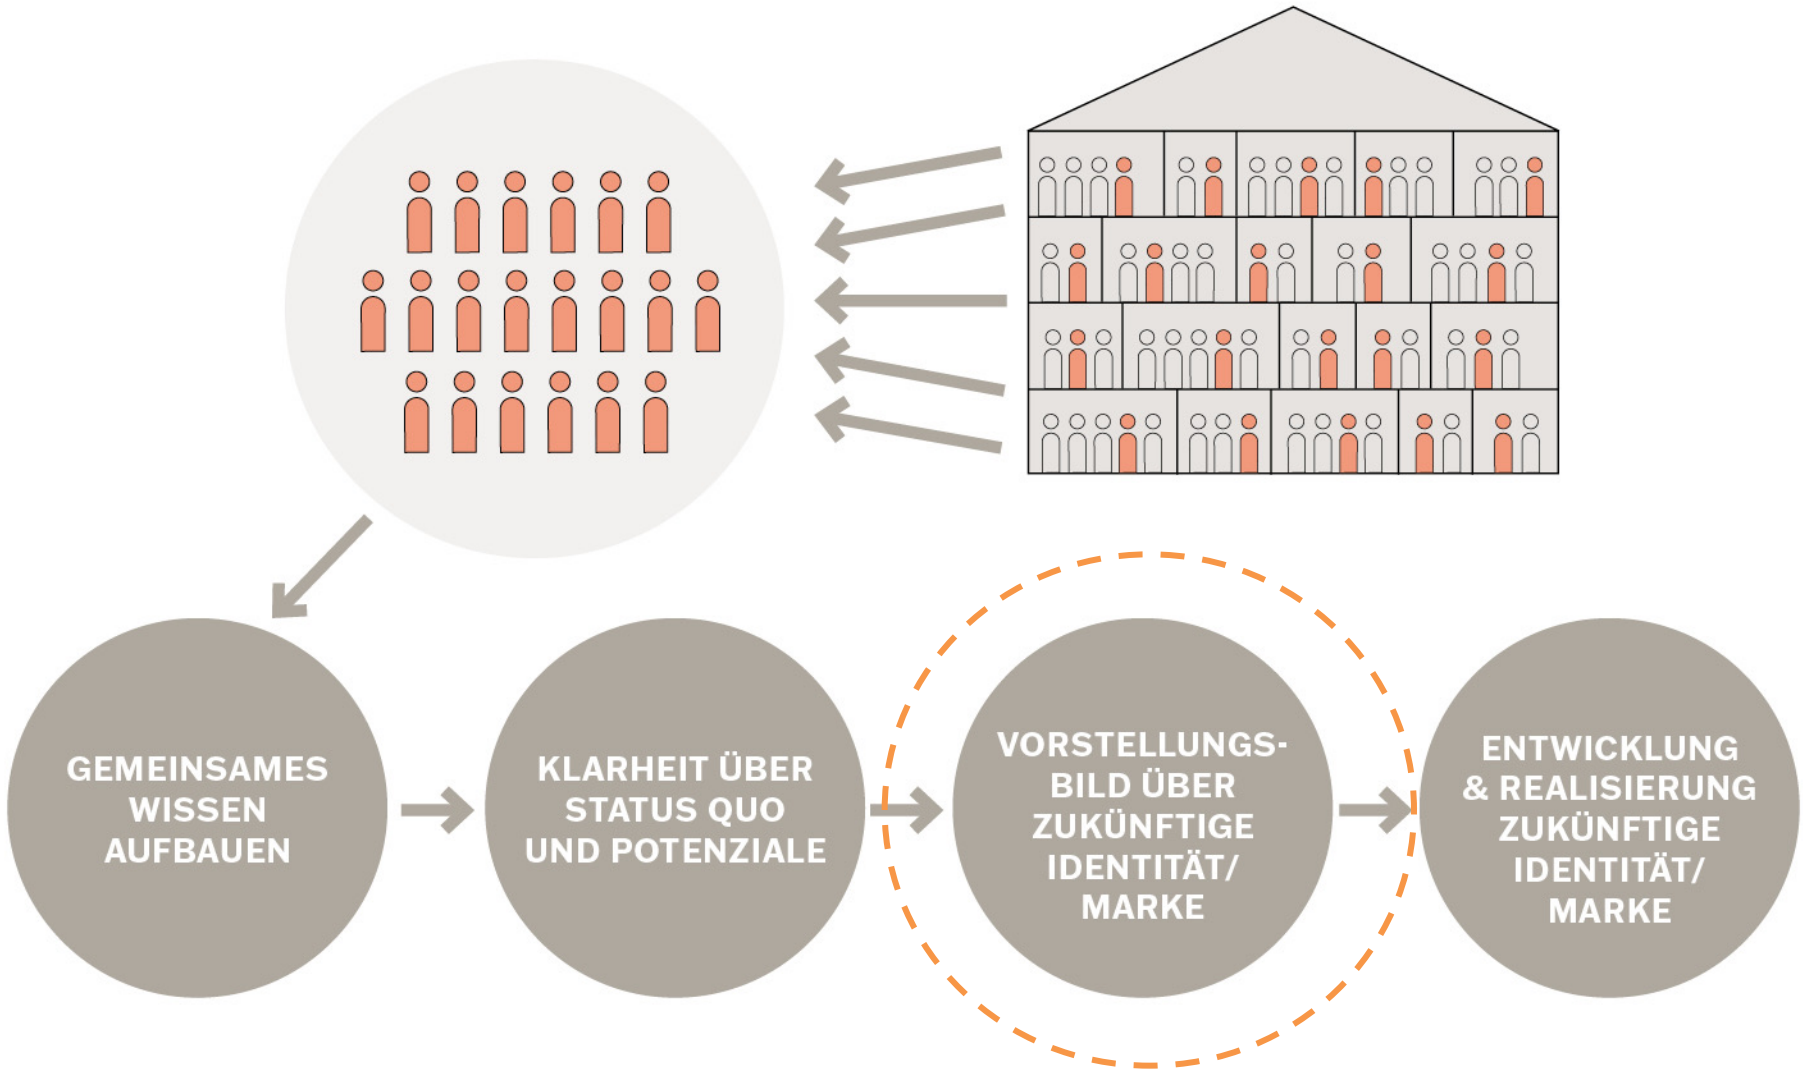 GEMEINSAMES
WISSEN
AUFBAUEN
KLARHEIT ÜBER
STATUS QUO
UND POTENZIALE
VORSTELLUNGS-
BILD ÜBER
ZUKÜNFTIGE
IDENTITÄT/
MARKE
ENTWICKLUNG
& REALISIERUNG
ZUKÜNFTIGE
IDENTITÄT/
MARKE